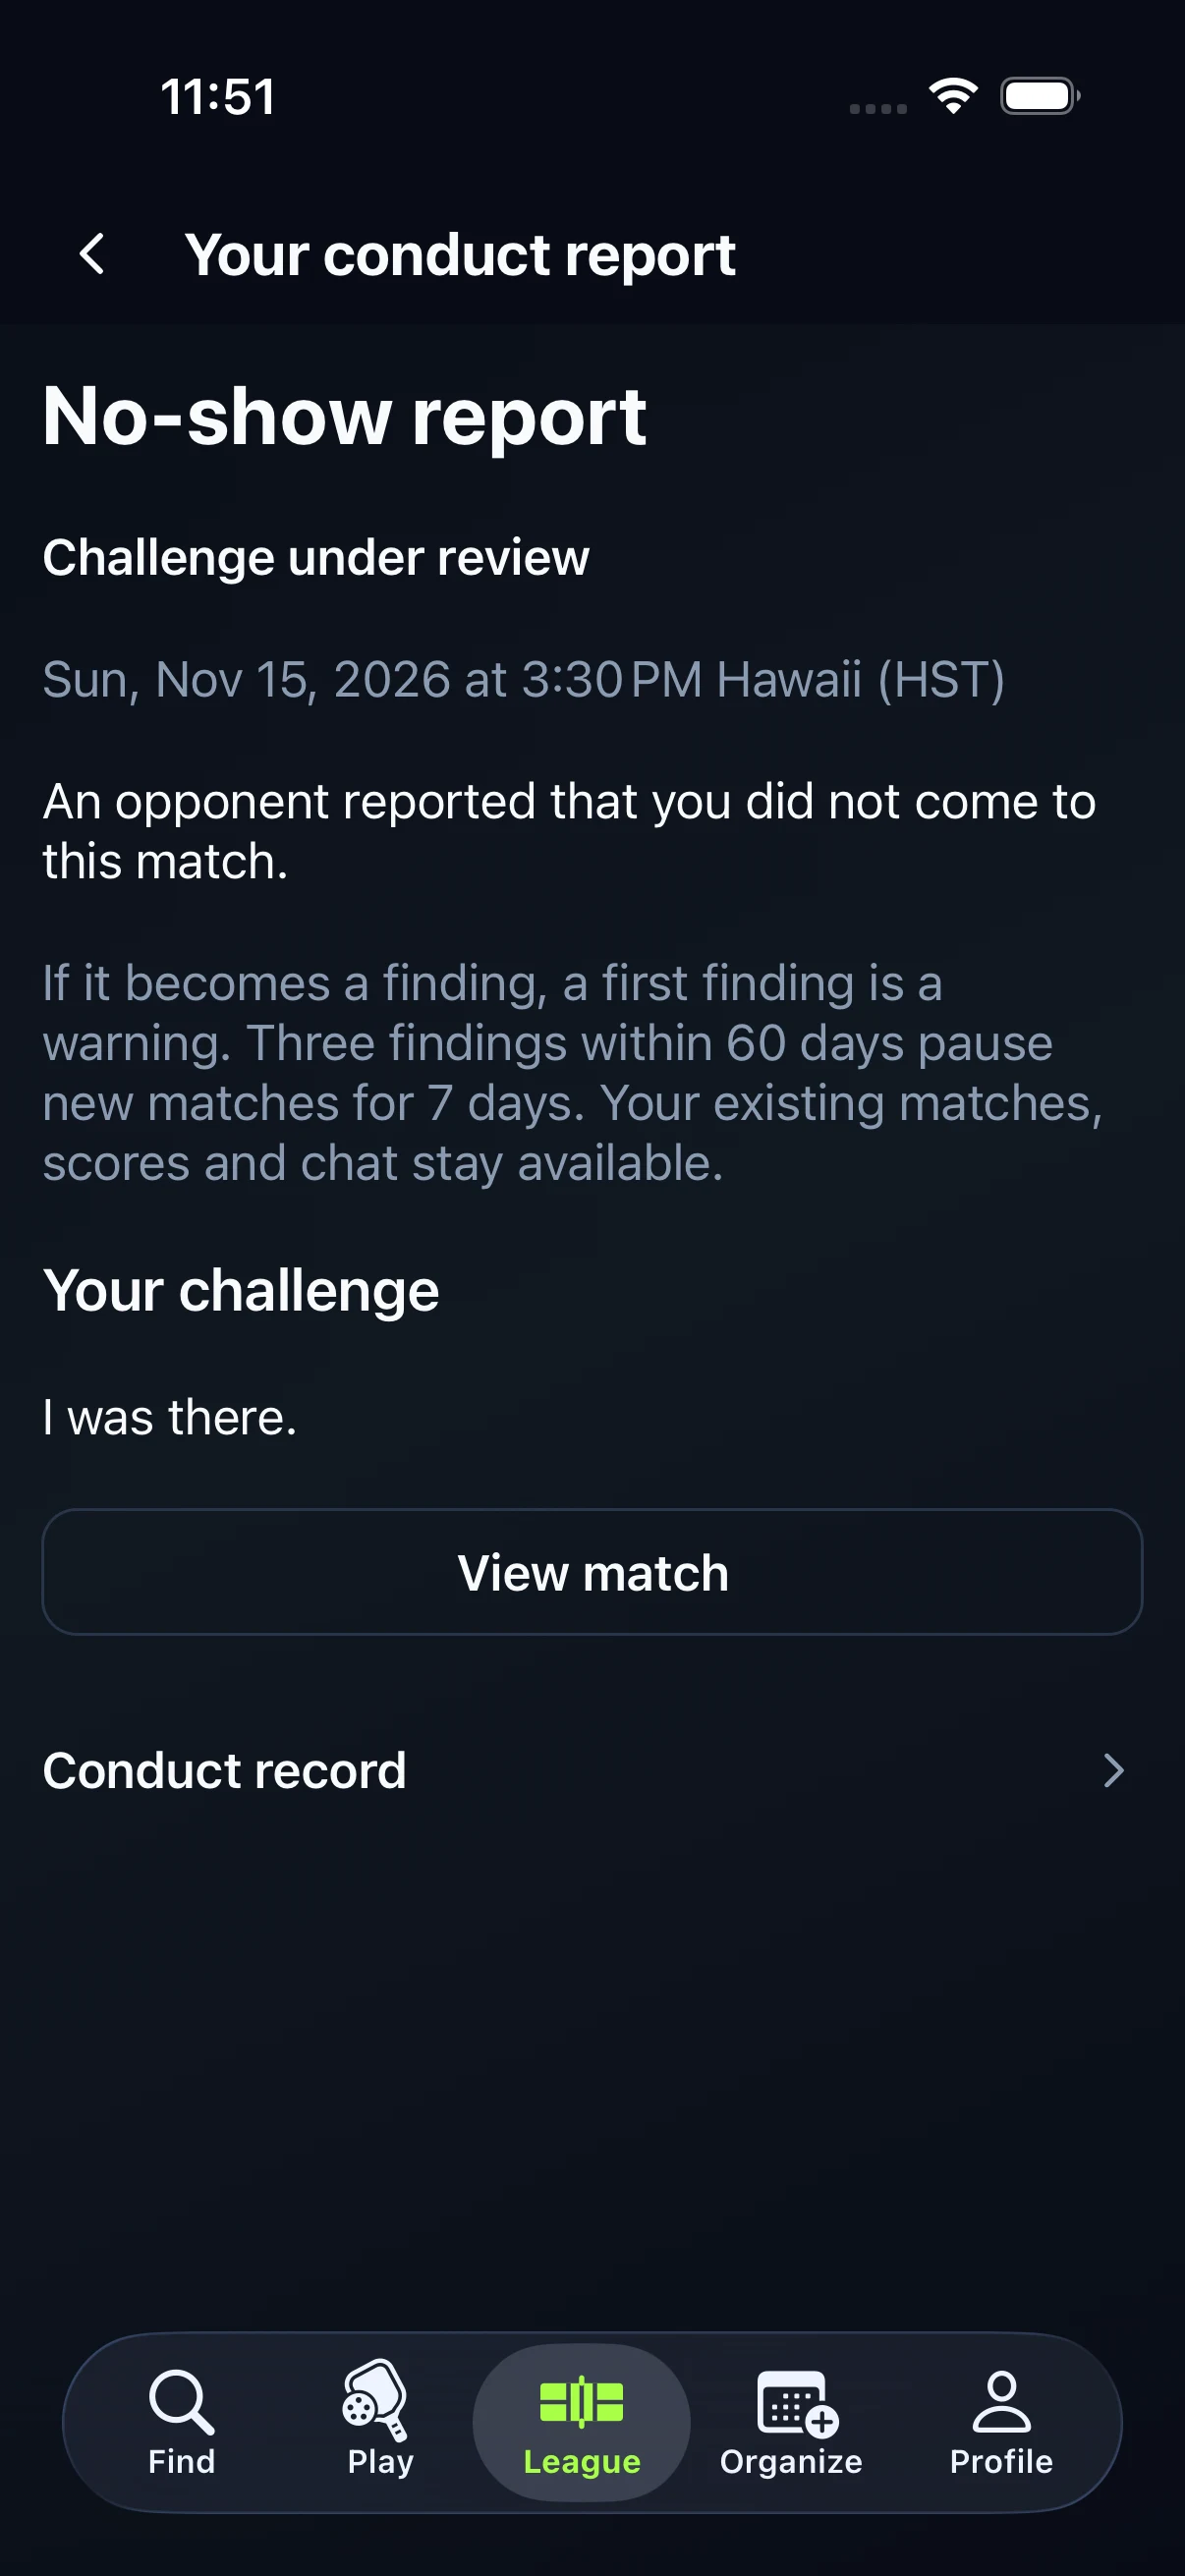 11:51
Your conduct report
No-show report
Challenge under review
Sun, Nov 15, 2026 at 3:30 PM Hawaii (HST)
An opponent reported that you did not come to
this match.
If it becomes a finding, a first finding is a
warning. Three findings within 60 days pause
new matches for 7 days. Your existing matches,
scores and chat stay available.
Your challenge
I was there.
View match
Conduct record
Find Play League Organize Profile